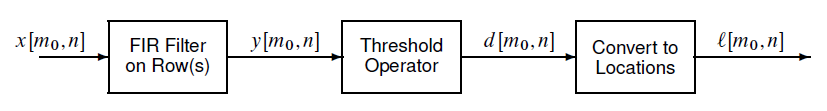 x[m₀,n]
FIR Filter
on Row(s)
y[m₀,n]
Threshold
Operator
d[m₀,n]
Convert to
Locations
ℓ[m₀,n]